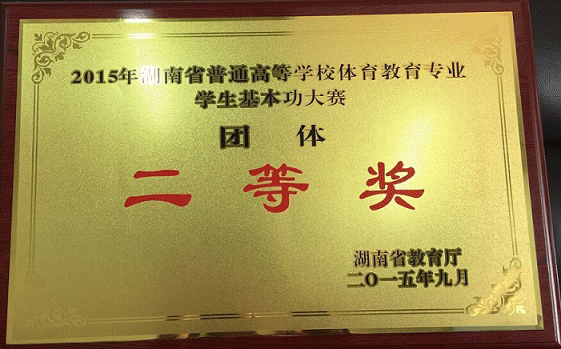 2015年湖南省普通高等学校体育教育专业
学生基本功大赛
团 体
二 等 奖
湖南省教育厅
二〇一五年九月